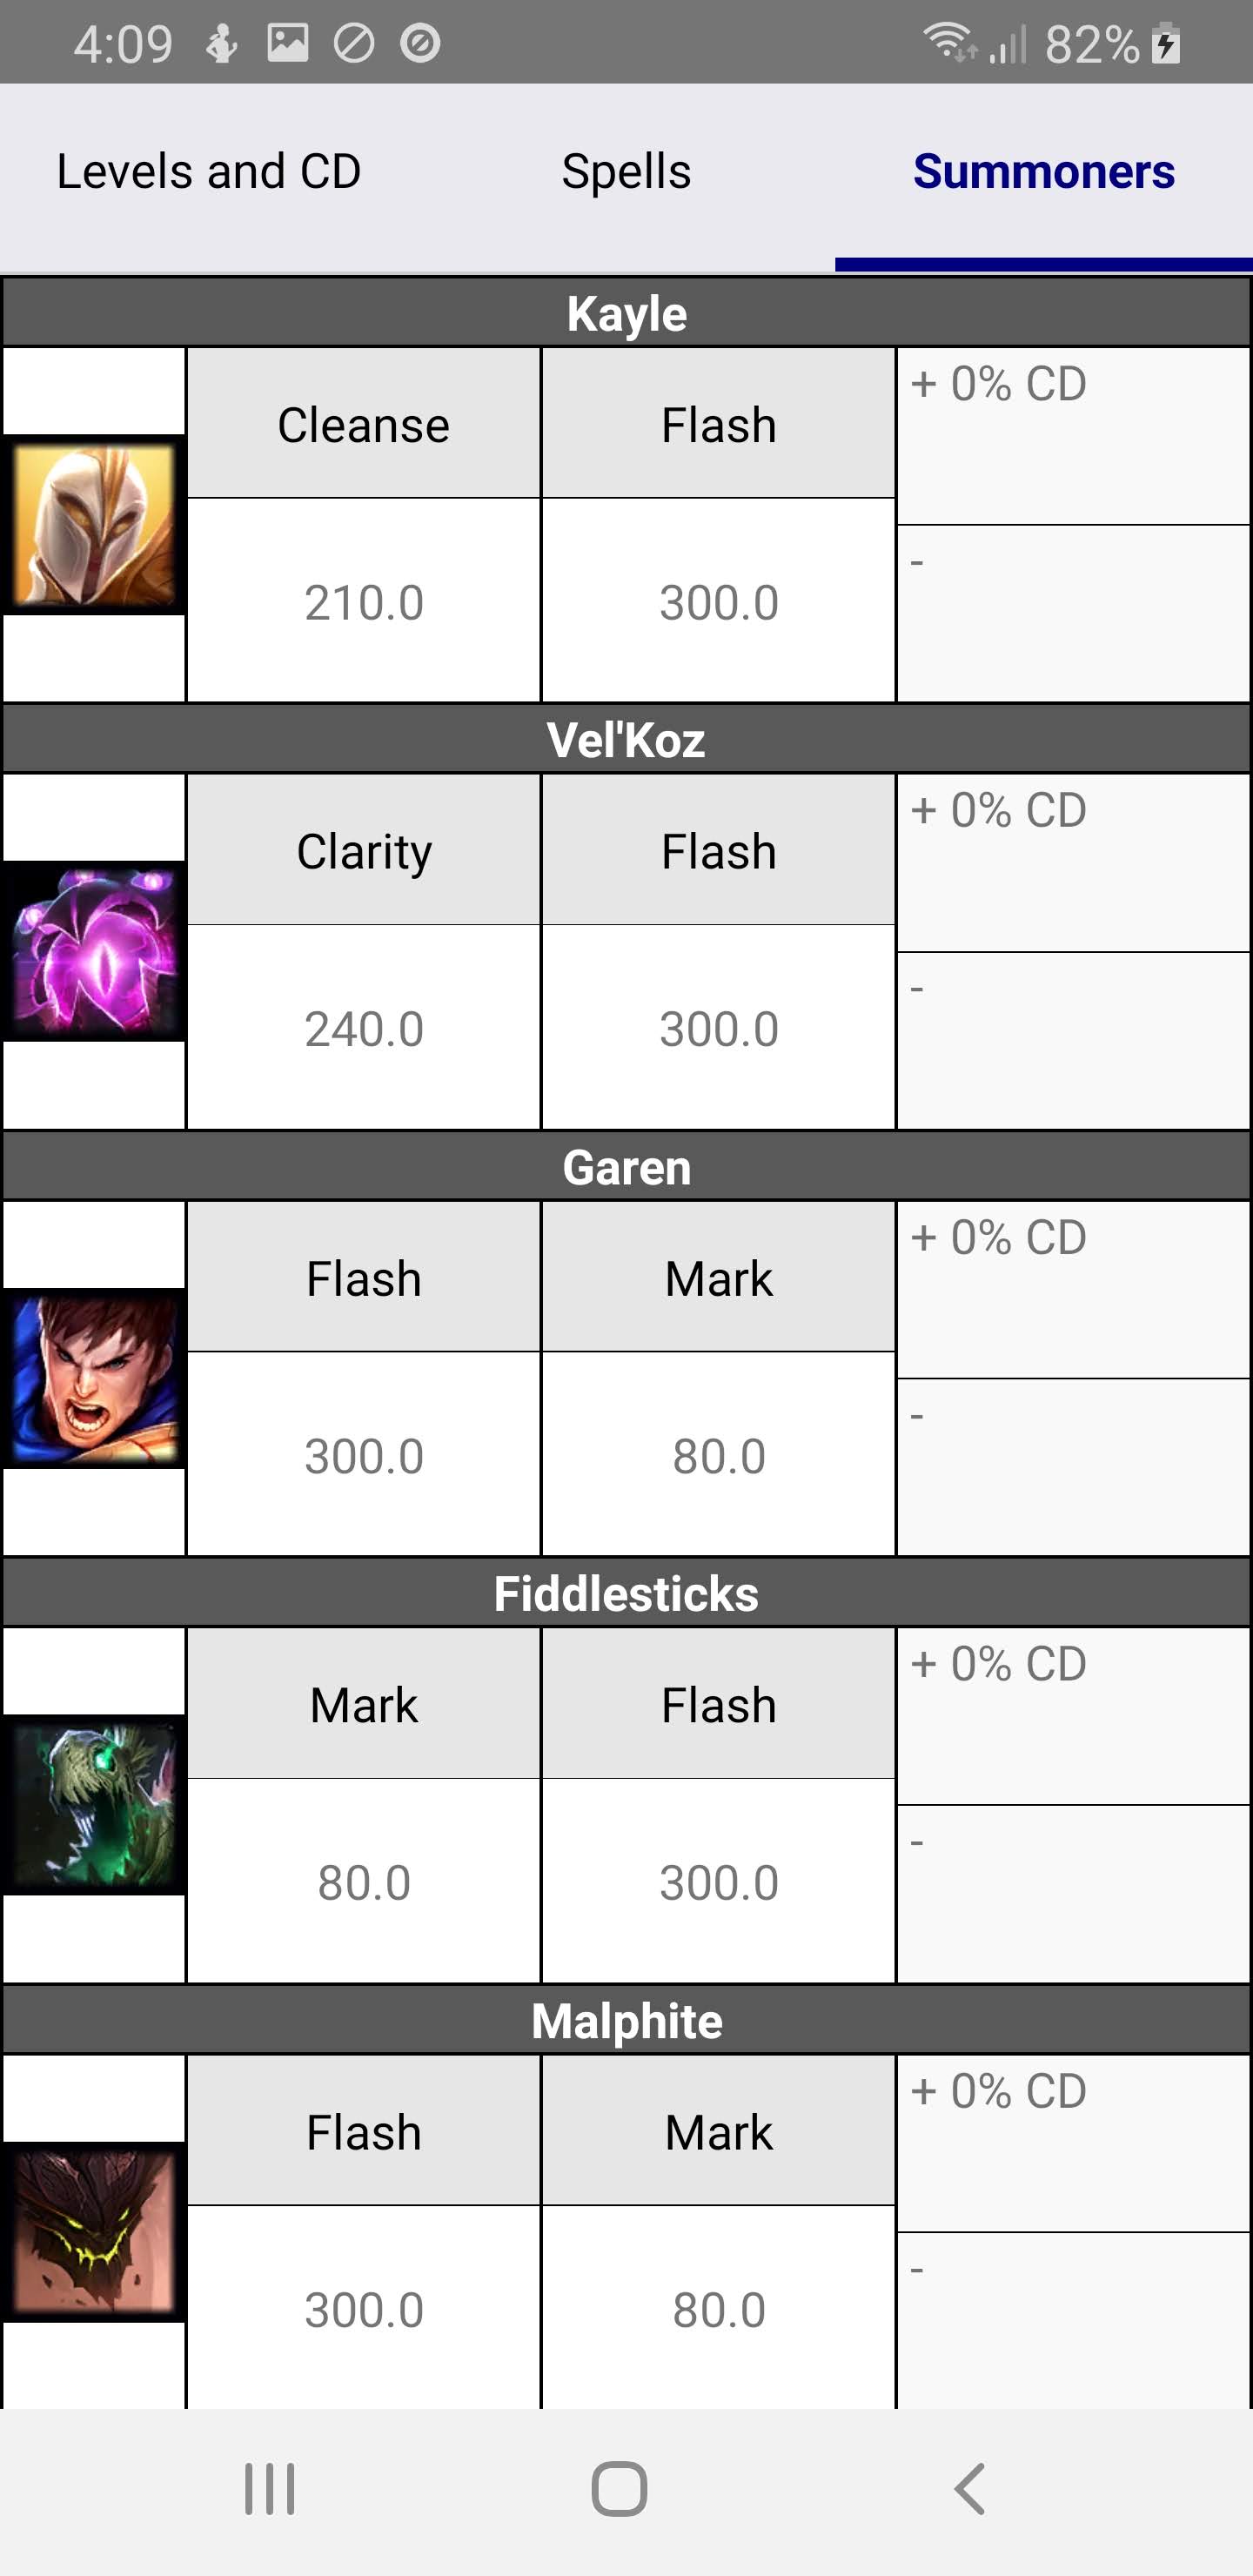 4:09 82%
Levels and CD Spells Summoners
Kayle
Cleanse Flash + 0% CD
210.0 300.0 -
Vel'Koz
Clarity Flash + 0% CD
240.0 300.0 -
Garen
Flash Mark + 0% CD
300.0 80.0 -
Fiddlesticks
Mark Flash + 0% CD
80.0 300.0 -
Malphite
Flash Mark + 0% CD
300.0 80.0 -